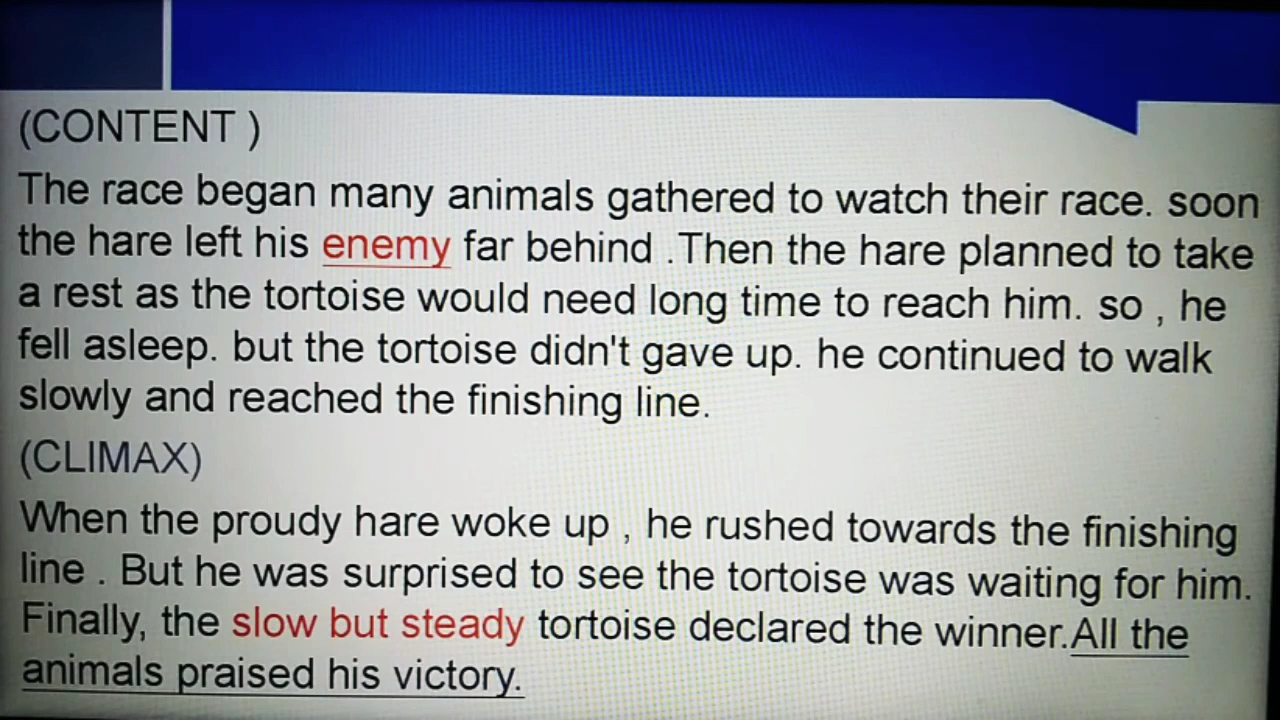 (CONTENT )
The race began many animals gathered to watch their race. soon
the hare left his enemy far behind .Then the hare planned to take
a rest as the tortoise would need long time to reach him. so , he
fell asleep. but the tortoise didn't gave up. he continued to walk
slowly and reached the finishing line.
(CLIMAX)
When the proudy hare woke up , he rushed towards the finishing
line . But he was surprised to see the tortoise was waiting for him.
Finally, the slow but steady tortoise declared the winner.All the
animals praised his victory.